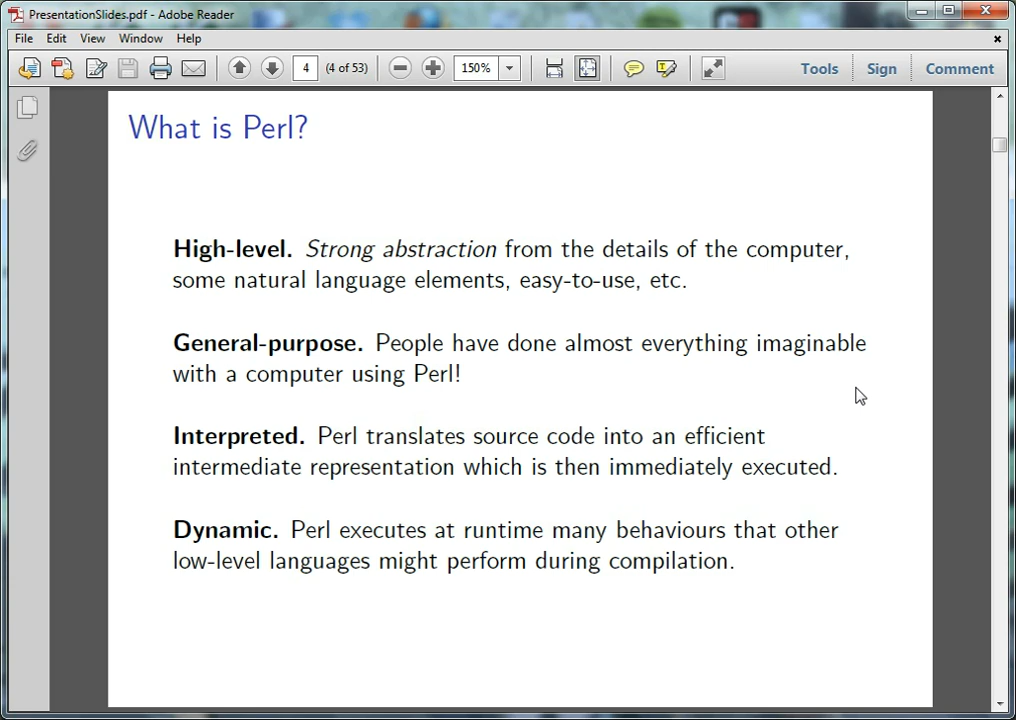 PresentationSlides.pdf - Adobe Reader
File Edit View Window Help
4 (4 of 53) 150% Tools Sign Comment
What is Perl?
High-level. Strong abstraction from the details of the computer,
some natural language elements, easy-to-use, etc.
General-purpose. People have done almost everything imaginable
with a computer using Perl!
Interpreted. Perl translates source code into an efficient
intermediate representation which is then immediately executed.
Dynamic. Perl executes at runtime many behaviours that other
low-level languages might perform during compilation.